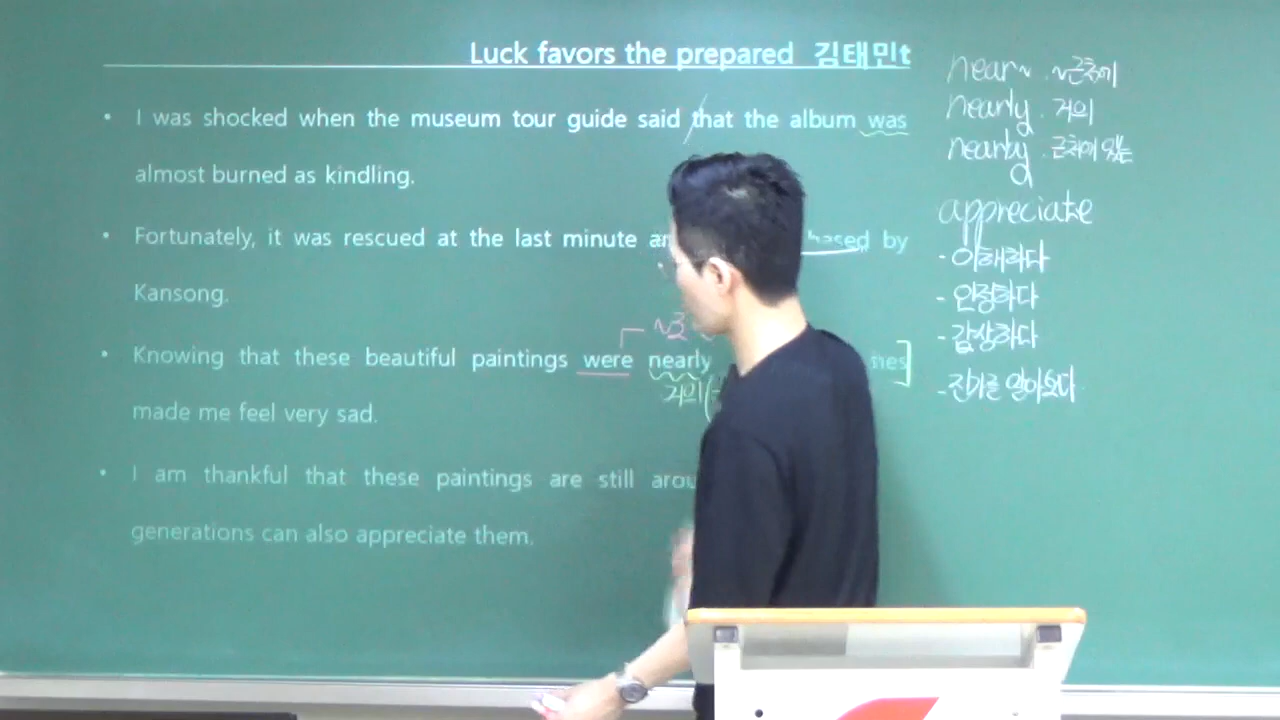 Luck favors the prepared 김태민t
• I was shocked when the museum tour guide said that the album was
almost burned as kindling.
• Fortunately, it was rescued at the last minute by
Kansong.
• Knowing that these beautiful paintings were nearly
거의
made me feel very sad.
• I am thankful that these paintings are still
generations can also appreciate them.
near~ . ~근처에
nearly . 거의
. 근처에 있는
appreciate
- 이해하다
- 인정하다
- 감상하다
- 진가를 알아보다